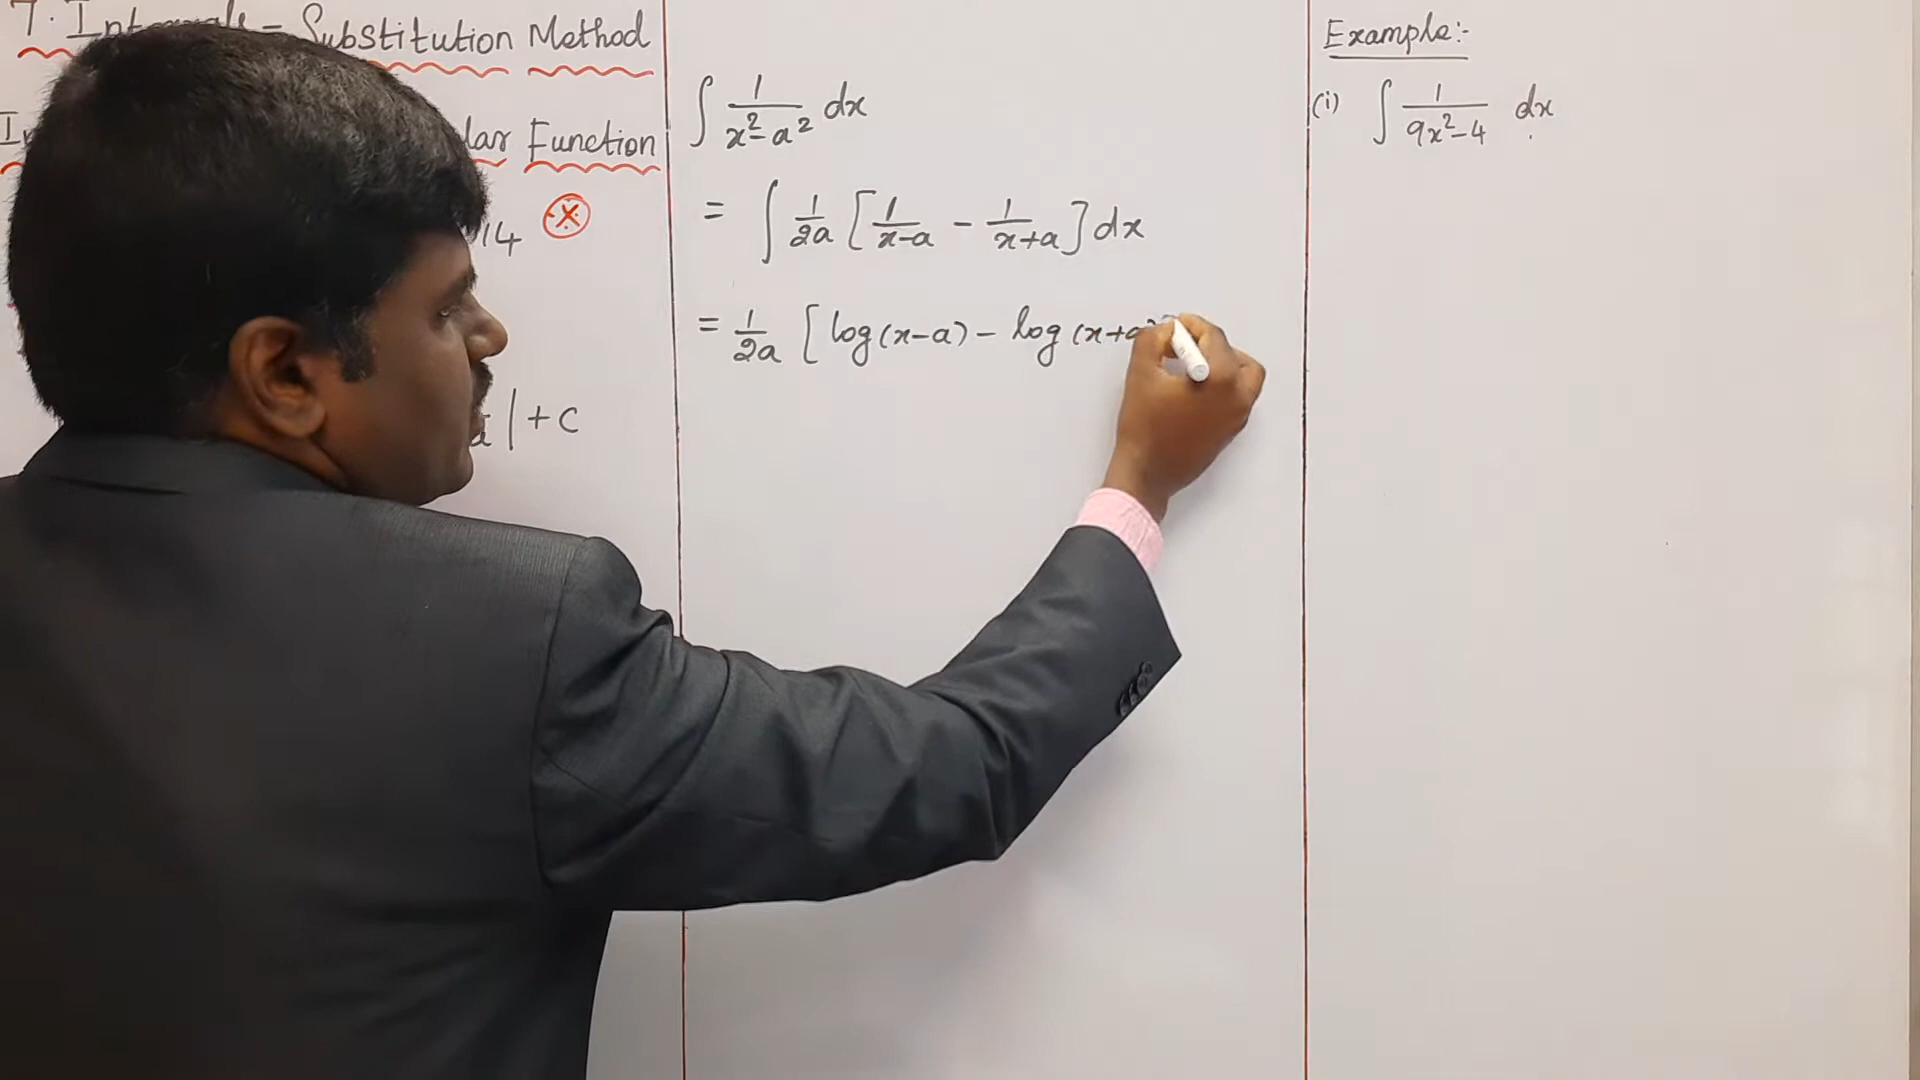 7. Integrals - Substitution Method
lar Function
14 (×)
a | + c
∫ 1/(x² - a²) dx
= ∫ 1/2a [ 1/(x-a) - 1/(x+a) ] dx
= 1/2a [ log(x-a) - log(x+a)
Example:-
(i) ∫ 1/(9x² - 4) dx